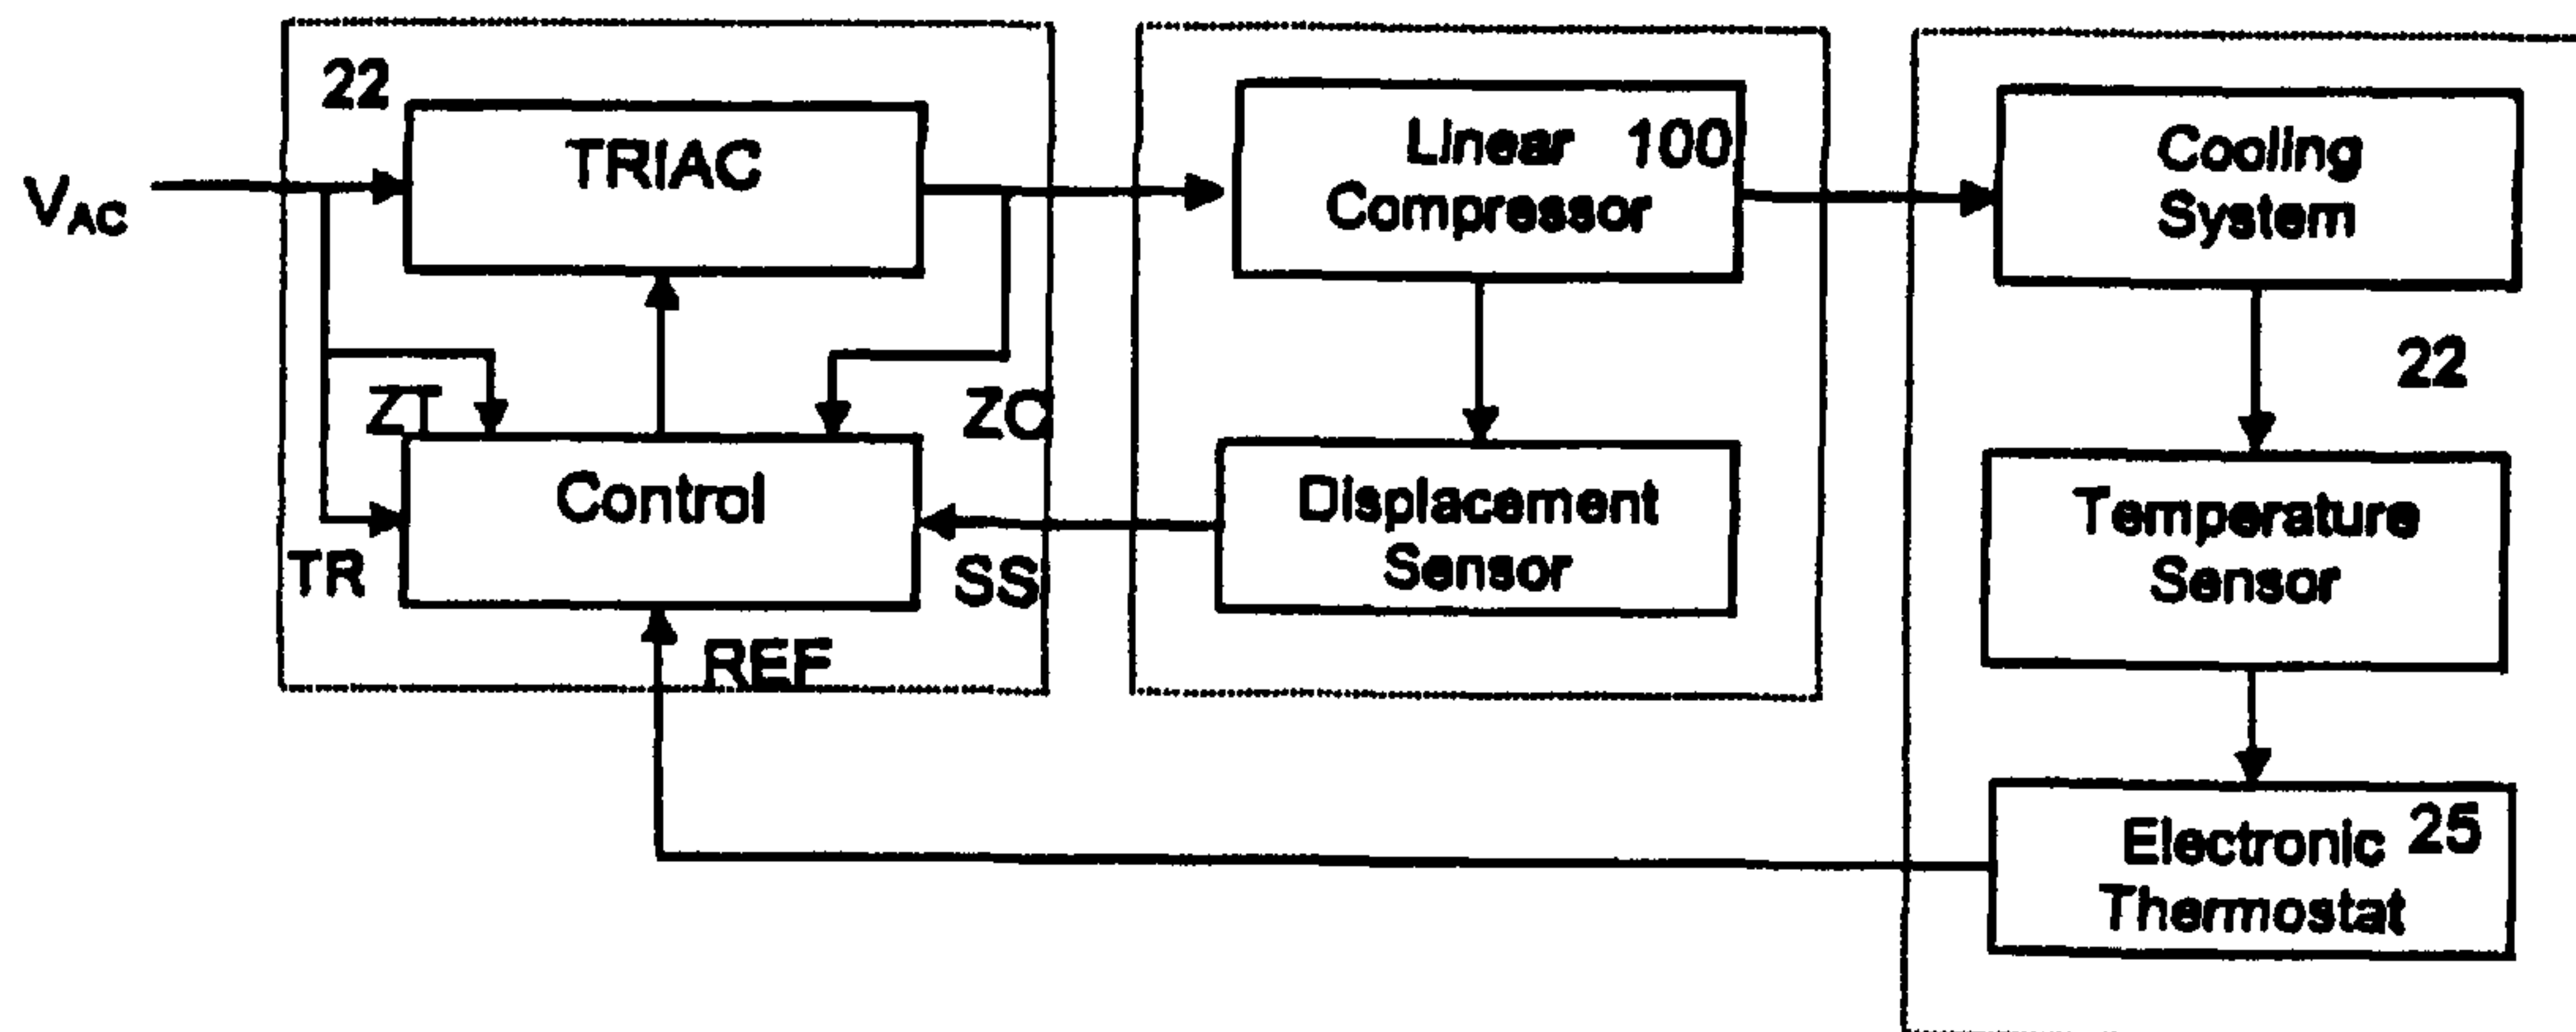 22
TRIAC
VAC
ZT
ZC
Control
TR
SS
REF
Linear 100
Compressor
Displacement
Sensor
Cooling
System
22
Temperature
Sensor
Electronic 25
Thermostat